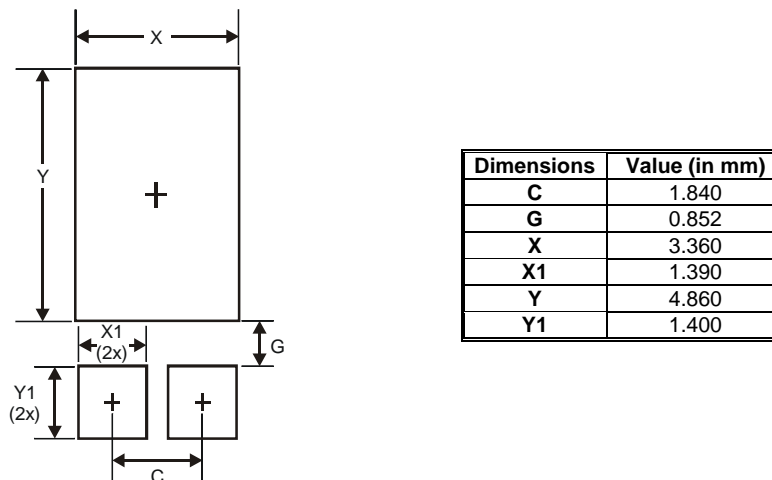 X
Y
X1
(2x)
G
Y1
(2x)
C
Dimensions Value (in mm)
C 1.840
G 0.852
X 3.360
X1 1.390
Y 4.860
Y1 1.400